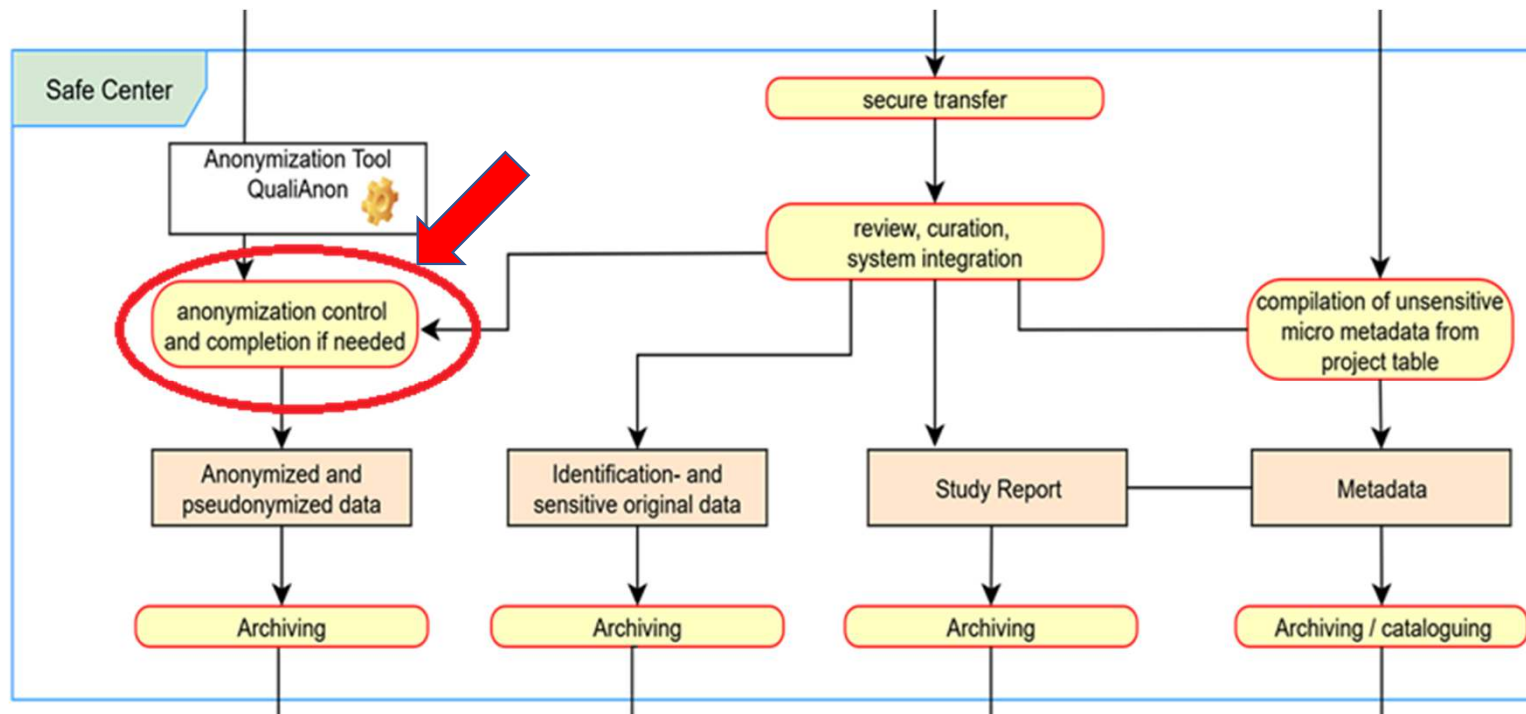 Safe Center
secure transfer
Anonymization Tool
QualiAnon
review, curation,
system integration
anonymization control
and completion if needed
compilation of unsensitive
micro metadata from
project table
Anonymized and
pseudonymized data
Identification- and
sensitive original data
Study Report
Metadata
Archiving
Archiving
Archiving
Archiving / cataloguing